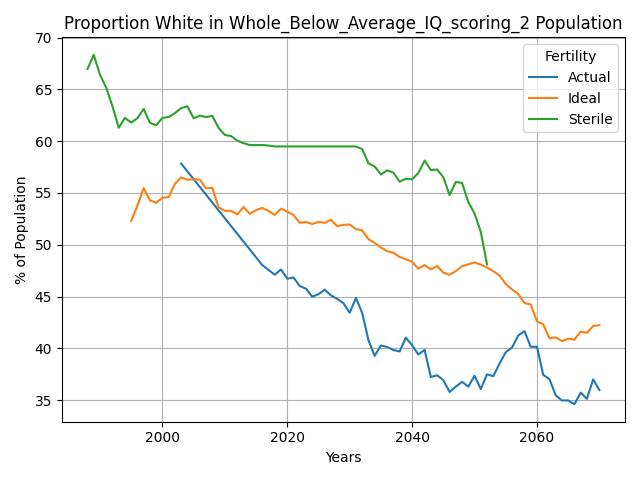 Proportion White in Whole_Below_Average_IQ_scoring_2 Population
70
65
60
55
50
45
40
35
% of Population
Fertility
Actual
Ideal
Sterile
2000
2020
2040
2060
Years